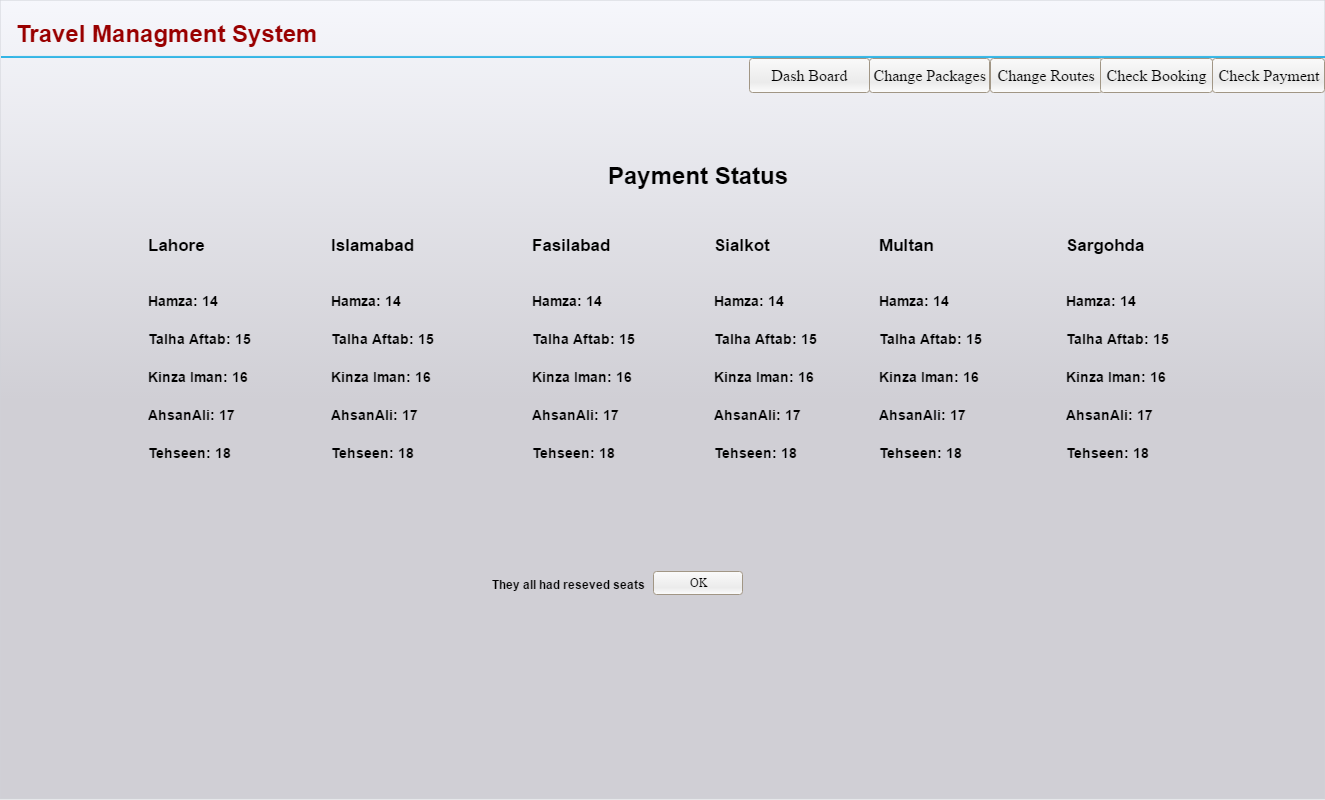 Travel Managment System
Dash Board Change Packages Change Routes Check Booking Check Payment
Payment Status
Lahore Islamabad Fasilabad Sialkot Multan Sargohda
Hamza: 14 Hamza: 14 Hamza: 14 Hamza: 14 Hamza: 14 Hamza: 14
Talha Aftab: 15 Talha Aftab: 15 Talha Aftab: 15 Talha Aftab: 15 Talha Aftab: 15 Talha Aftab: 15
Kinza Iman: 16 Kinza Iman: 16 Kinza Iman: 16 Kinza Iman: 16 Kinza Iman: 16 Kinza Iman: 16
AhsanAli: 17 AhsanAli: 17 AhsanAli: 17 AhsanAli: 17 AhsanAli: 17 AhsanAli: 17
Tehseen: 18 Tehseen: 18 Tehseen: 18 Tehseen: 18 Tehseen: 18 Tehseen: 18
They all had reseved seats OK